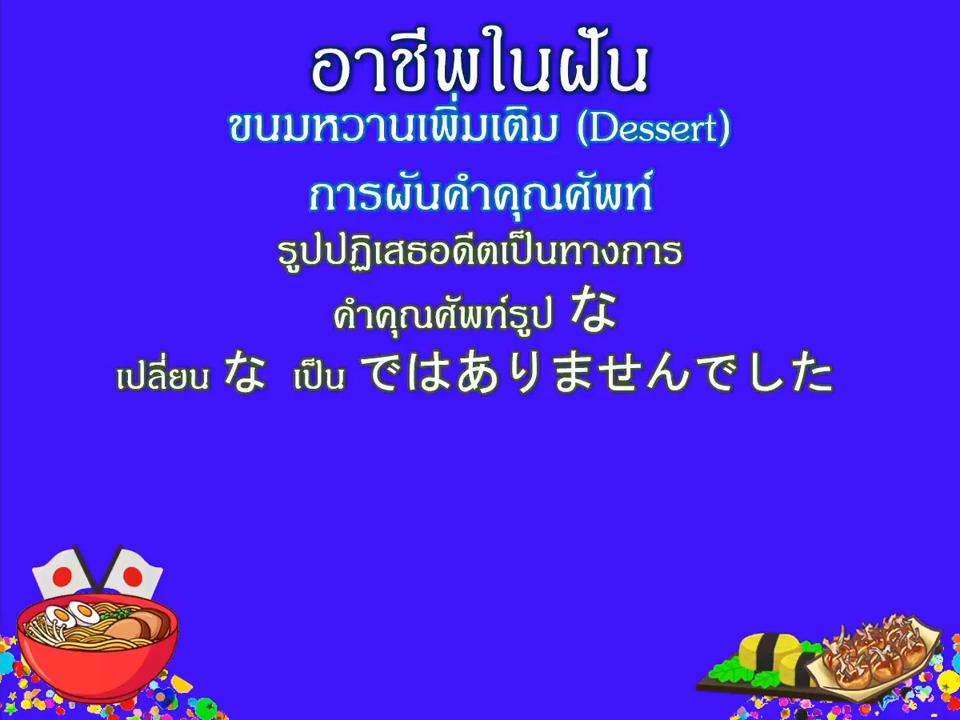 อาชีพในฝัน
ขนมหวานเพิ่มเติม (Dessert)
การผันคำคุณศัพท์
รูปปฏิเสธอดีตเป็นทางการ
คำคุณศัพท์รูป な
เปลี่ยน な เป็น ではありませんでした